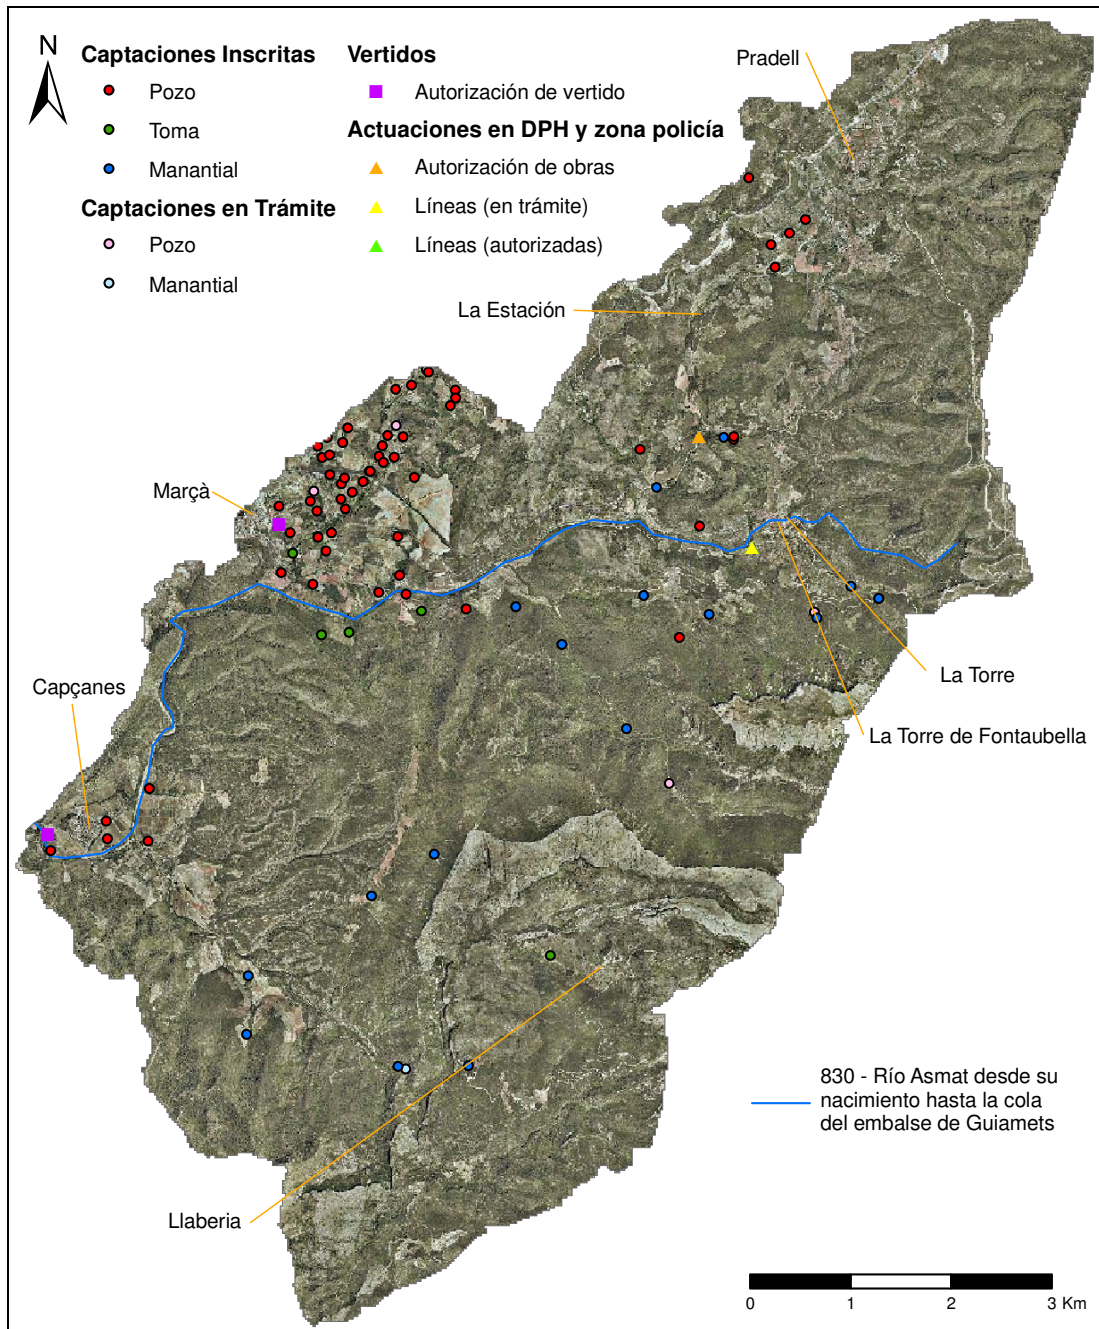 N
Captaciones Inscritas
Pozo
Toma
Manantial
Captaciones en Trámite
Pozo
Manantial
Vertidos
Autorización de vertido
Actuaciones en DPH y zona policía
Autorización de obras
Líneas (en trámite)
Líneas (autorizadas)
Pradell
La Estación
Marçà
Capçanes
La Torre
La Torre de Fontaubella
Llaberia
830 - Río Asmat desde su
nacimiento hasta la cola
del embalse de Guiamets
0 1 2 3 Km